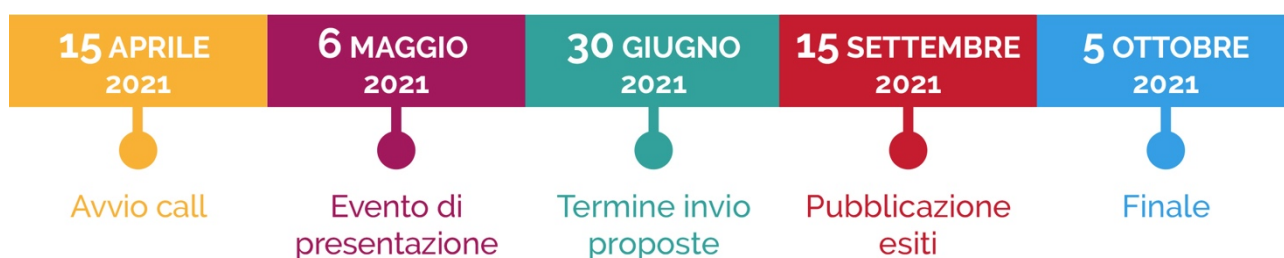 15 APRILE
2021
6 MAGGIO
2021
30 GIUGNO
2021
15 SETTEMBRE
2021
5 OTTOBRE
2021
Avvio call
Evento di
presentazione
Termine invio
proposte
Pubblicazione
esiti
Finale